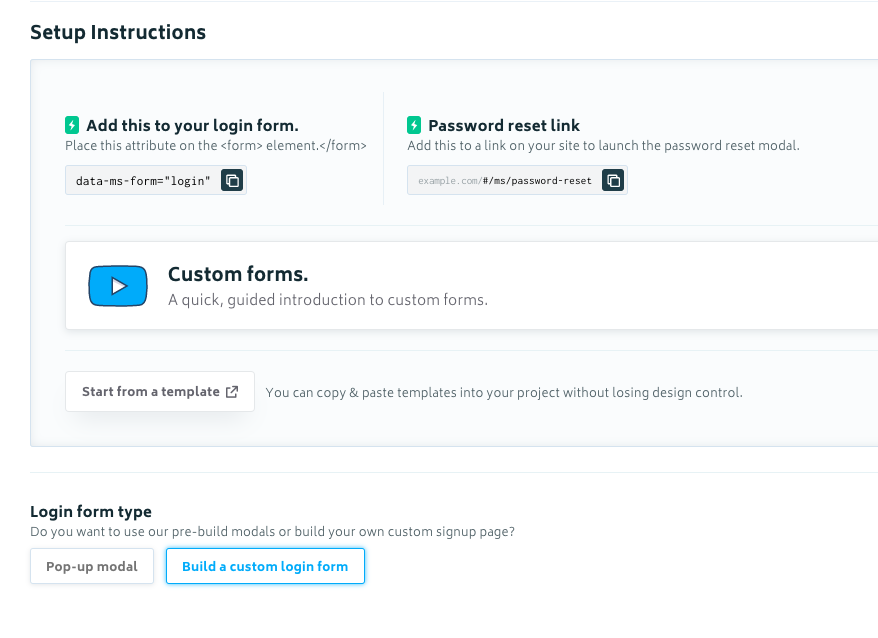 Setup Instructions
Add this to your login form.
Place this attribute on the <form> element.</form>
data-ms-form="login"
Password reset link
Add this to a link on your site to launch the password reset modal.
example.com/#/ms/password-reset
Custom forms.
A quick, guided introduction to custom forms.
Start from a template
You can copy & paste templates into your project without losing design control.
Login form type
Do you want to use our pre-build modals or build your own custom signup page?
Pop-up modal
Build a custom login form